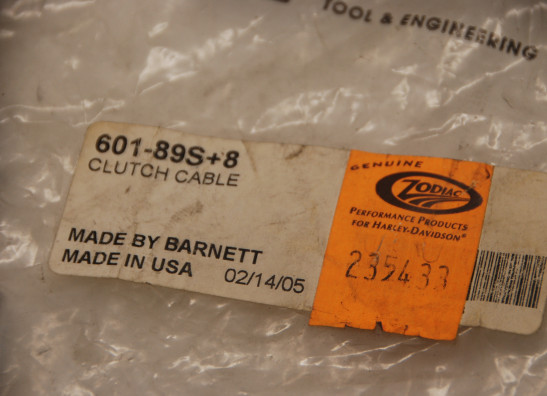 TOOL & ENGINEERING
601-89S+8
CLUTCH CABLE
MADE BY BARNETT
MADE IN USA 02/14/05
GENUINE
ZODIAC
PERFORMANCE PRODUCTS
FOR HARLEY-DAVIDSON®
235433